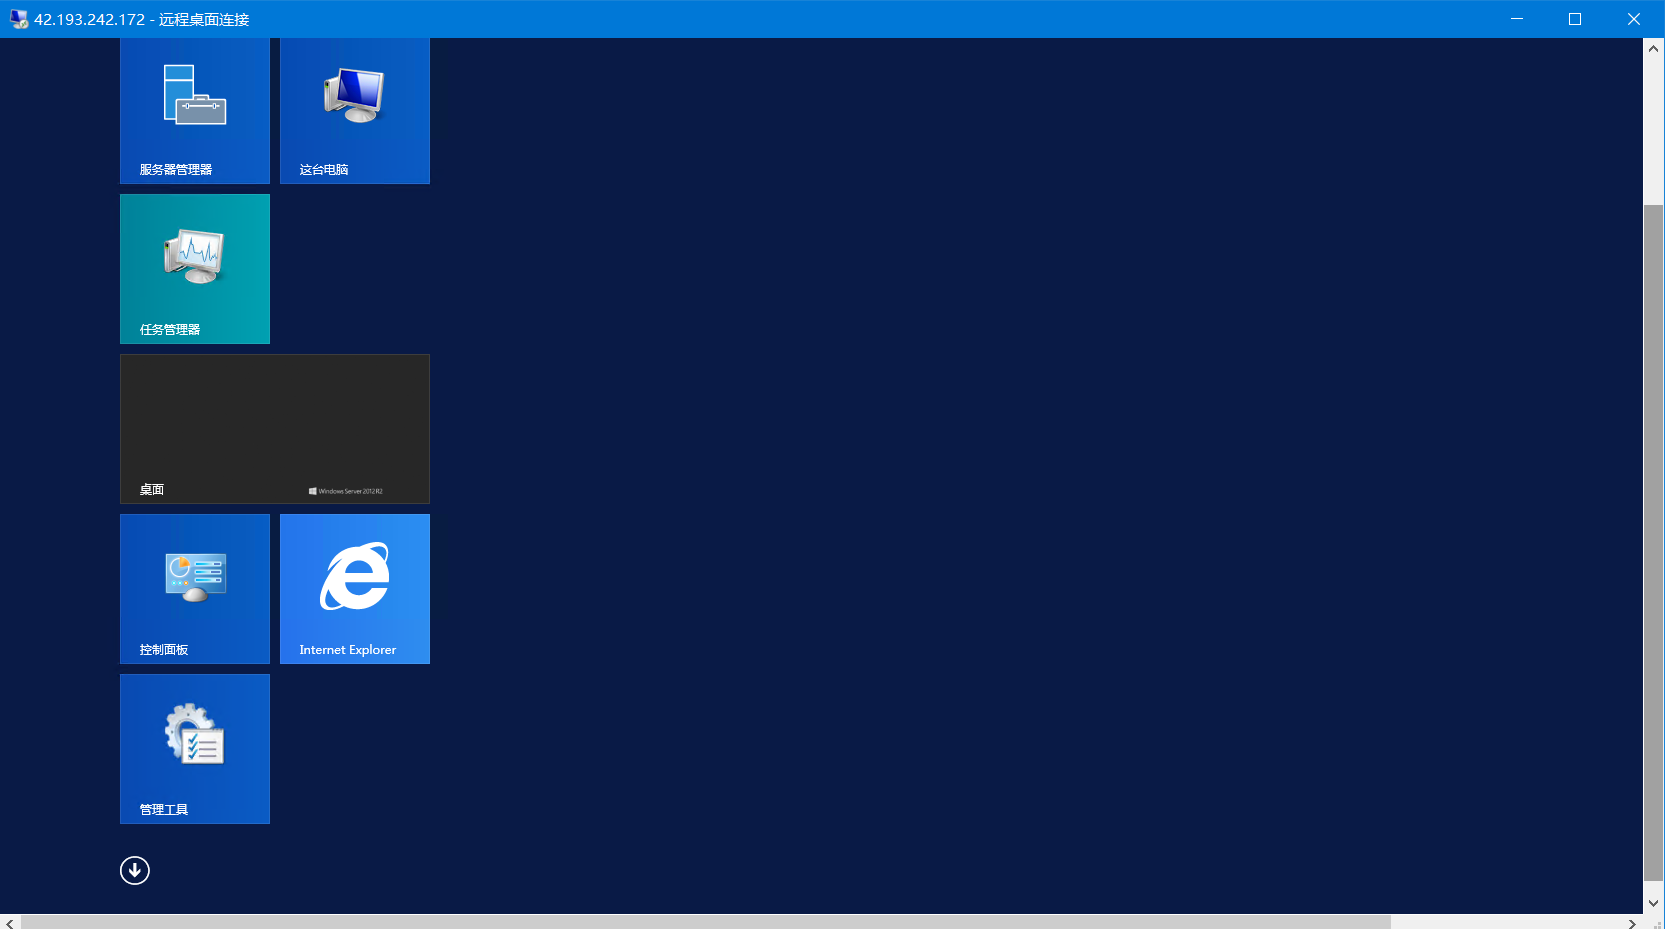 42.193.242.172 - 远程桌面连接
服务器管理器
这台电脑
任务管理器
桌面
Windows Server 2012 R2
控制面板
Internet Explorer
管理工具